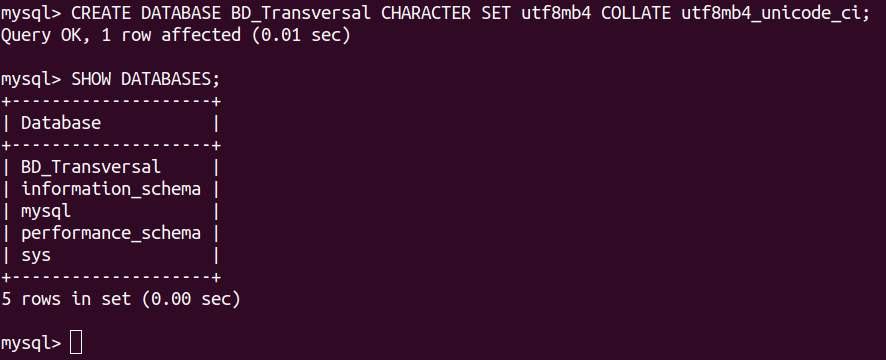 mysql> CREATE DATABASE BD_Transversal CHARACTER SET utf8mb4 COLLATE utf8mb4_unicode_ci;
Query OK, 1 row affected (0.01 sec)

mysql> SHOW DATABASES;
+--------------------+
| Database           |
+--------------------+
| BD_Transversal     |
| information_schema |
| mysql              |
| performance_schema |
| sys                |
+--------------------+
5 rows in set (0.00 sec)

mysql>